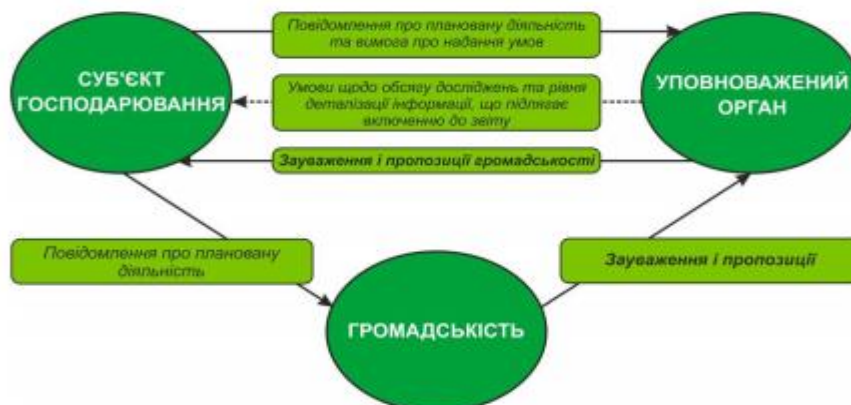 Повідомлення про плановану діяльність
та вимога про надання умов
СУБ'ЄКТ
ГОСПОДАРЮВАННЯ
Умови щодо обсягу досліджень та рівня
деталізації інформації, що підлягає
включенню до звіту
УПОВНОВАЖЕНИЙ
ОРГАН
Зауваження і пропозиції громадськості
Повідомлення про плановану
діяльність
Зауваження і пропозиції
ГРОМАДСЬКІСТЬ